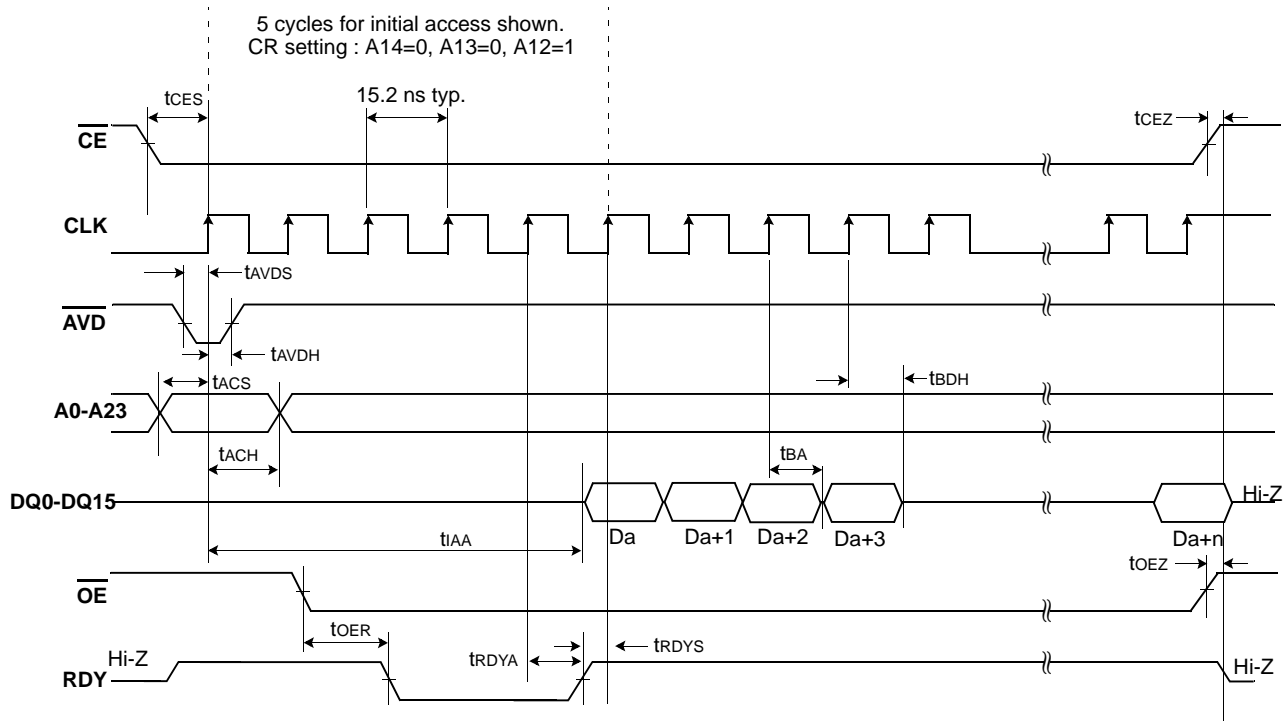 5 cycles for initial access shown.
CR setting : A14=0, A13=0, A12=1
tCES
15.2 ns typ.
tCEZ
CE
CLK
tAVDS
AVD
tAVDH
tACS
tBDH
A0-A23
tACH
tBA
DQ0-DQ15
Hi-Z
tIAA
Da
Da+1
Da+2
Da+3
Da+n
tOEZ
OE
tOER
tRDYA
tRDYS
Hi-Z
Hi-Z
RDY